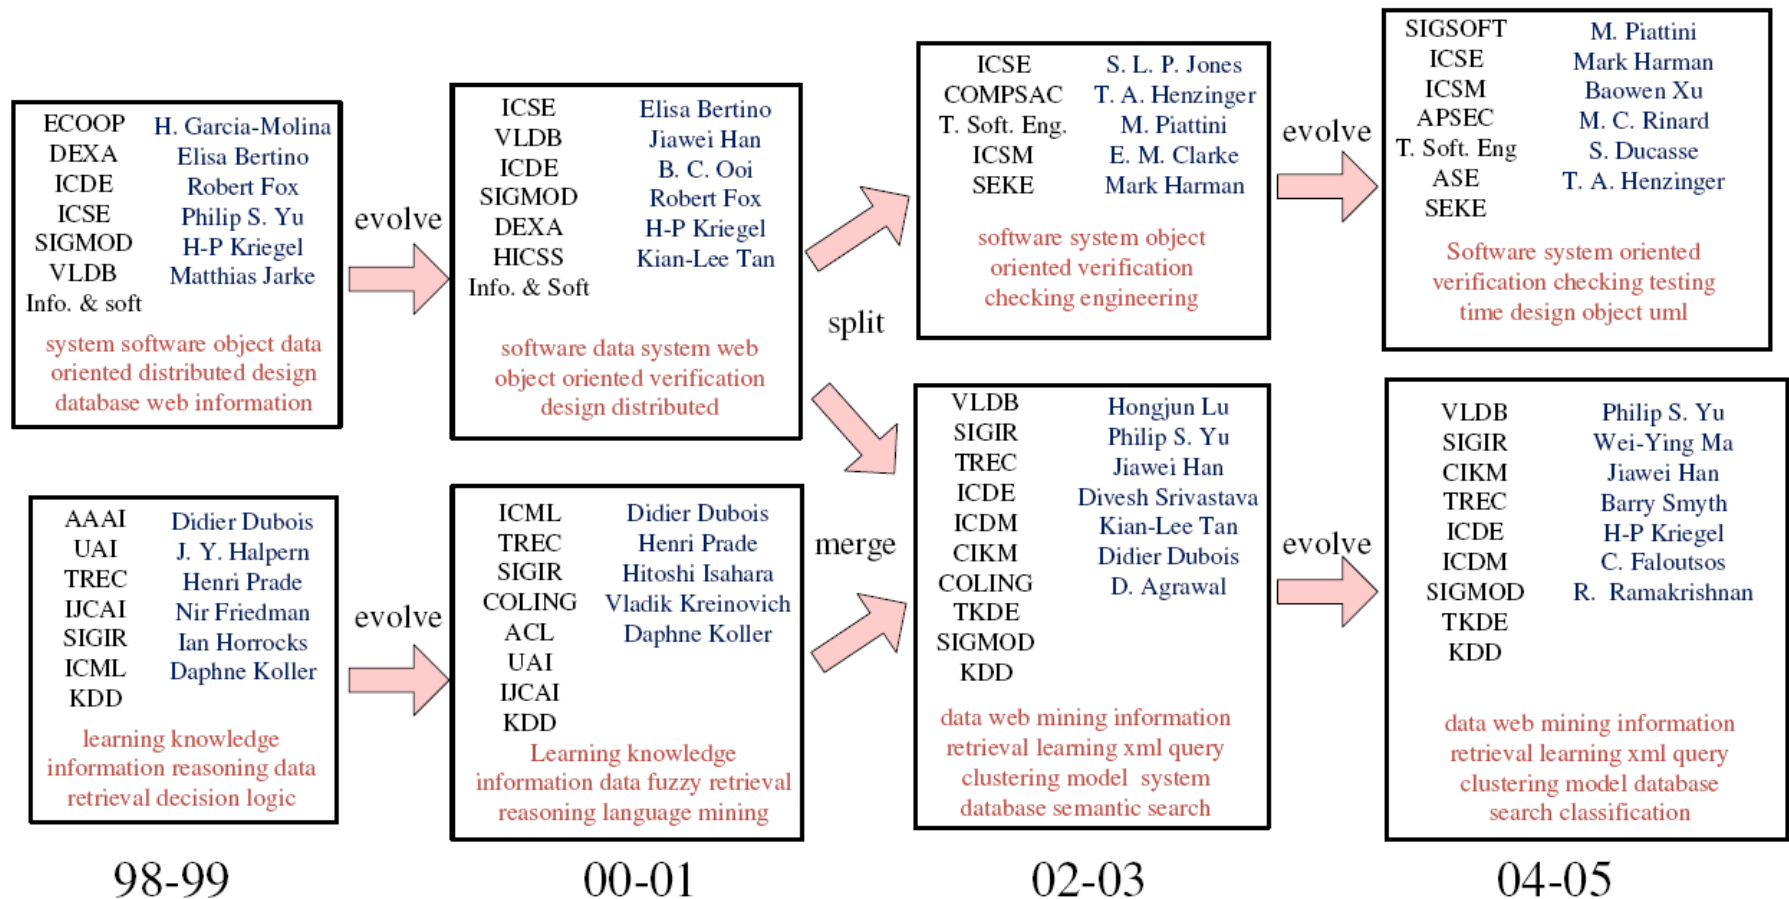 ECOOP
DEXA
ICDE
ICSE
SIGMOD
VLDB
Info. & soft
H. Garcia-Molina
Elisa Bertino
Robert Fox
Philip S. Yu
H-P Kriegel
Matthias Jarke
system software object data
oriented distributed design
database web information
evolve
ICSE
VLDB
ICDE
SIGMOD
DEXA
HICSS
Info. & Soft
Elisa Bertino
Jiawei Han
B. C. Ooi
Robert Fox
H-P Kriegel
Kian-Lee Tan
software data system web
object oriented verification
design distributed
split
ICSE
COMPSAC
T. Soft. Eng.
ICSM
SEKE
S. L. P. Jones
T. A. Henzinger
M. Piattini
E. M. Clarke
Mark Harman
software system object
oriented verification
checking engineering
evolve
SIGSOFT
ICSE
ICSM
APSEC
T. Soft. Eng
ASE
SEKE
M. Piattini
Mark Harman
Baowen Xu
M. C. Rinard
S. Ducasse
T. A. Henzinger
Software system oriented
verification checking testing
time design object uml
AAAI
UAI
TREC
IJCAI
SIGIR
ICML
KDD
Didier Dubois
J. Y. Halpern
Henri Prade
Nir Friedman
Ian Horrocks
Daphne Koller
learning knowledge
information reasoning data
retrieval decision logic
evolve
ICML
TREC
SIGIR
COLING
ACL
UAI
IJCAI
KDD
Didier Dubois
Henri Prade
Hitoshi Isahara
Vladik Kreinovich
Daphne Koller
Learning knowledge
information data fuzzy retrieval
reasoning language mining
merge
VLDB
SIGIR
TREC
ICDE
ICDM
CIKM
COLING
TKDE
SIGMOD
KDD
Hongjun Lu
Philip S. Yu
Jiawei Han
Divesh Srivastava
Kian-Lee Tan
Didier Dubois
D. Agrawal
data web mining information
retrieval learning xml query
clustering model system
database semantic search
evolve
VLDB
SIGIR
CIKM
TREC
ICDE
ICDM
SIGMOD
TKDE
KDD
Philip S. Yu
Wei-Ying Ma
Jiawei Han
Barry Smyth
H-P Kriegel
C. Faloutsos
R. Ramakrishnan
data web mining information
retrieval learning xml query
clustering model database
search classification
98-99
00-01
02-03
04-05